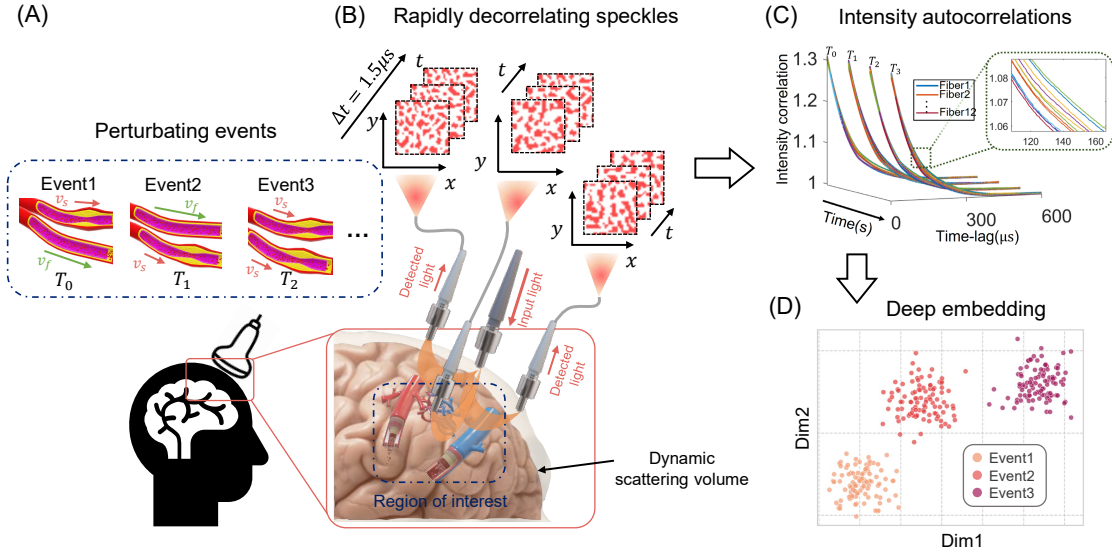 (A)
Perturbating events
Event1
Event2
Event3
v_s
v_f
v_s
v_f
v_s
v_s
...
T_0
T_1
T_2
(B)
Rapidly decorrelating speckles
Δt = 1.5μs
t
y
x
t
y
x
t
y
x
Detected
light
Input light
Detected
light
Region of interest
Dynamic
scattering volume
(C)
Intensity autocorrelations
Intensity correlation
1.3
1.2
1.1
1
T_0
T_1
T_2
T_3
Fiber1
Fiber2
Fiber12
1.08
1.07
1.06
120
140
160
Time(s)
0
300
600
Time-lag(μs)
(D)
Deep embedding
Dim2
Event1
Event2
Event3
Dim1